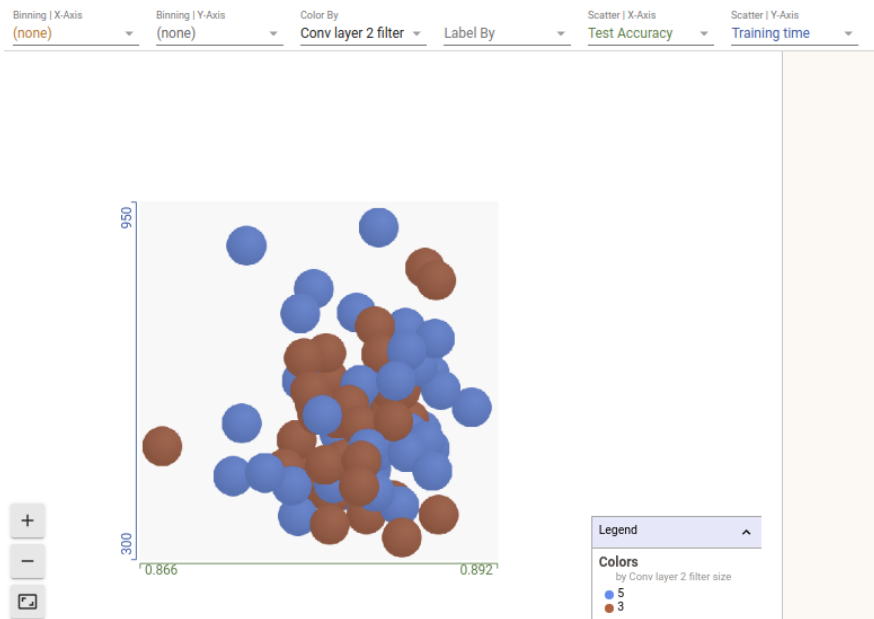 Binning | X-Axis
(none)
Binning | Y-Axis
(none)
Color By
Conv layer 2 filter
Label By
Scatter | X-Axis
Test Accuracy
Scatter | Y-Axis
Training time
950
300
0.866
0.892
Legend
Colors
by Conv layer 2 filter size
5
3